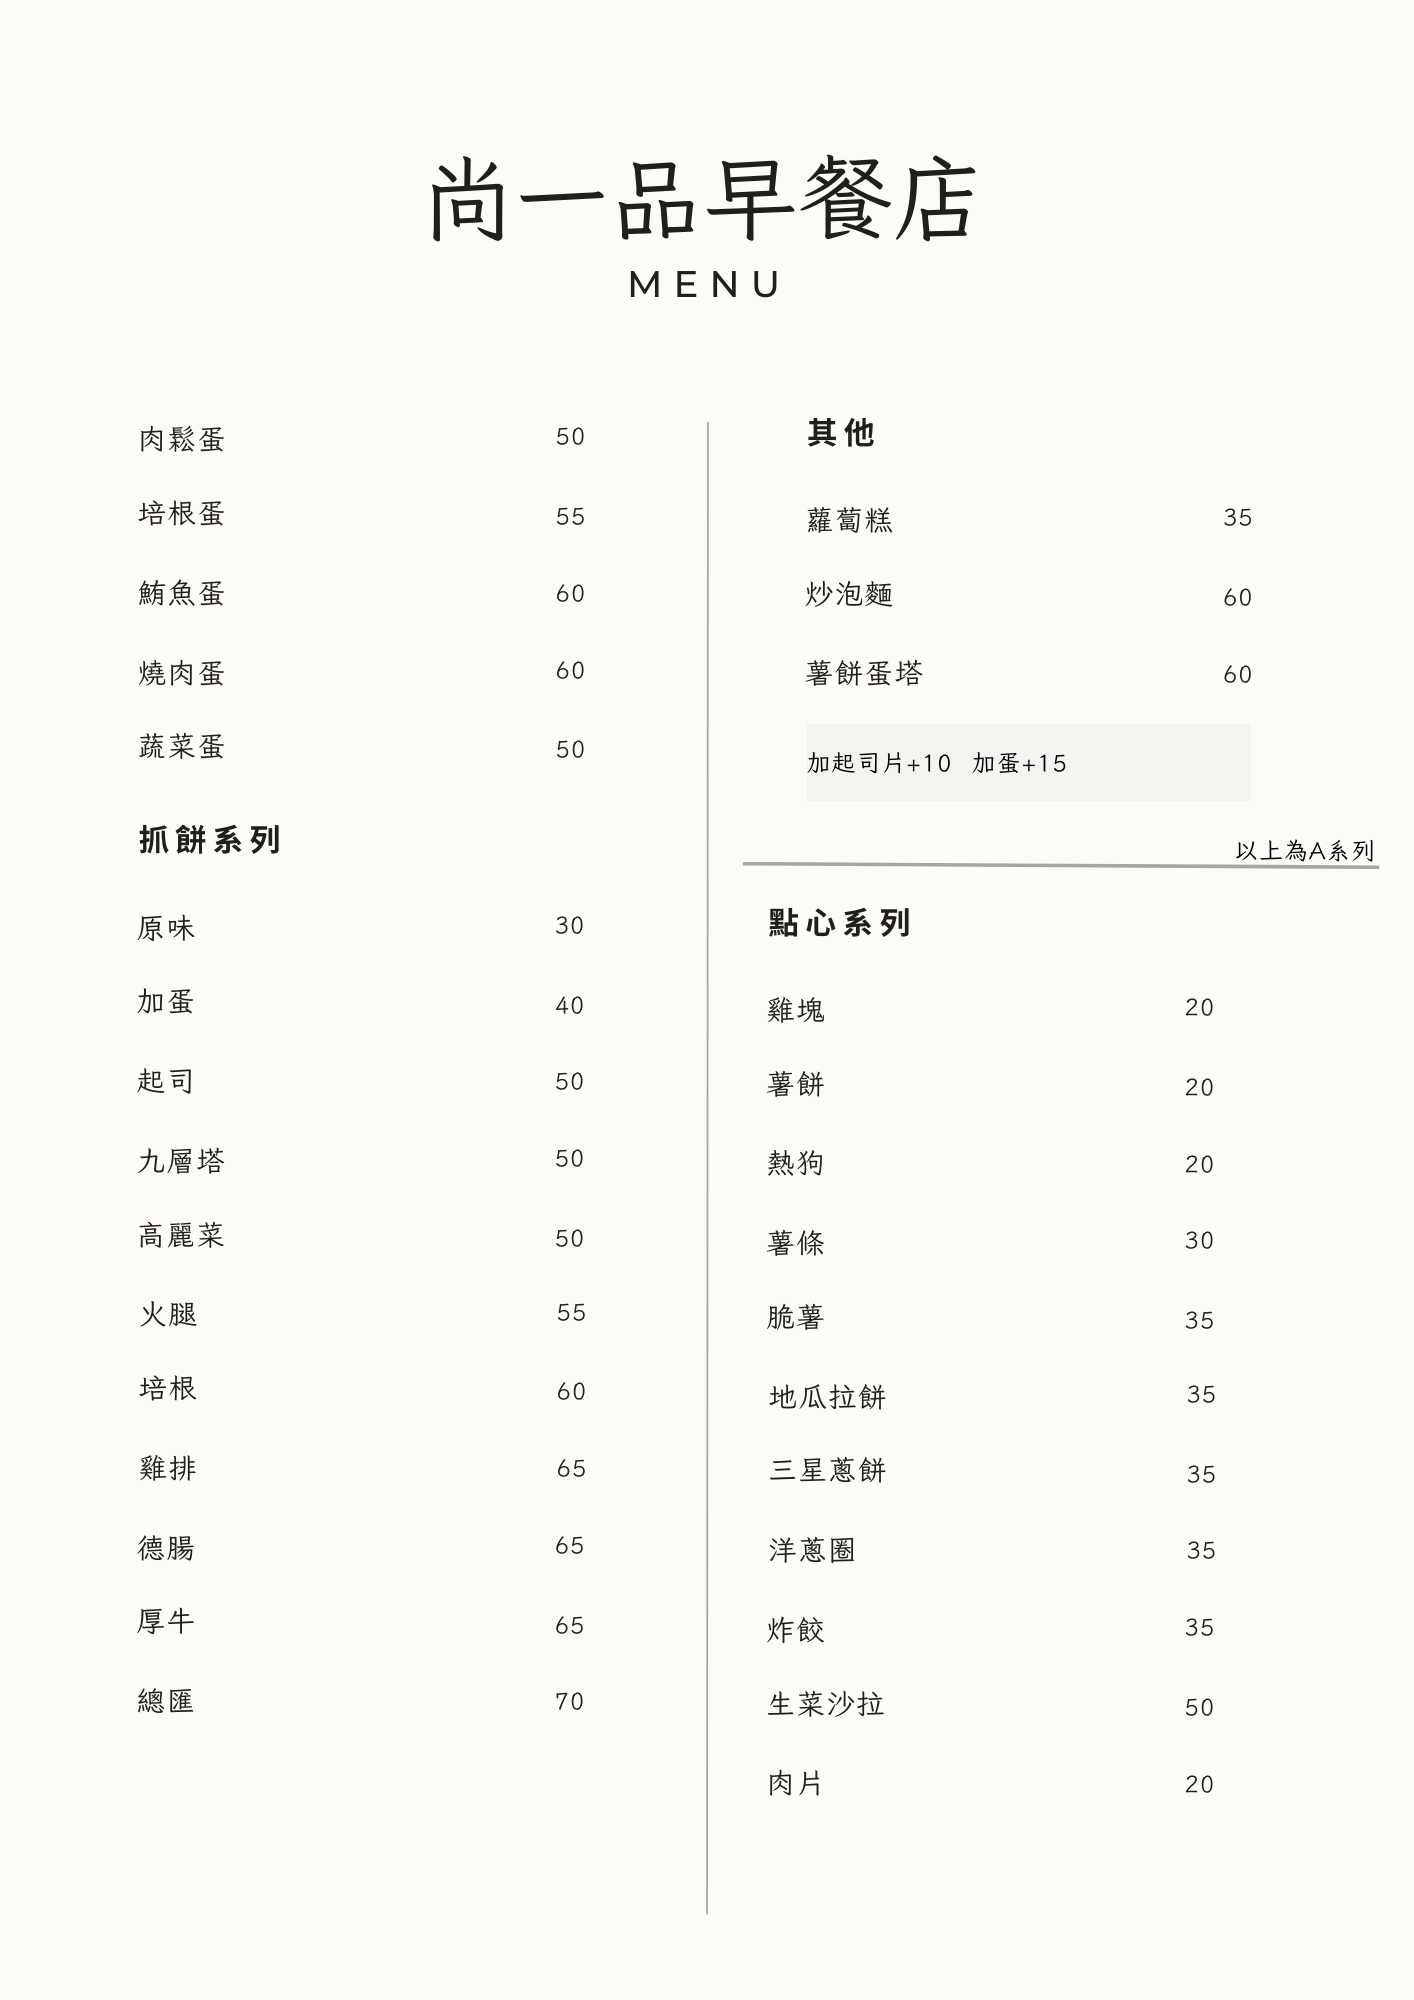 尚一品早餐店
MENU
肉鬆蛋 50
培根蛋 55
鮪魚蛋 60
燒肉蛋 60
蔬菜蛋 50
抓餅系列
原味 30
加蛋 40
起司 50
九層塔 50
高麗菜 50
火腿 55
培根 60
雞排 65
德腸 65
厚牛 65
總匯 70
其他
蘿蔔糕 35
炒泡麵 60
薯餅蛋塔 60
加起司片+10 加蛋+15
以上為A系列
點心系列
雞塊 20
薯餅 20
熱狗 20
薯條 30
脆薯 35
地瓜拉餅 35
三星蔥餅 35
洋蔥圈 35
炸餃 35
生菜沙拉 50
肉片 20